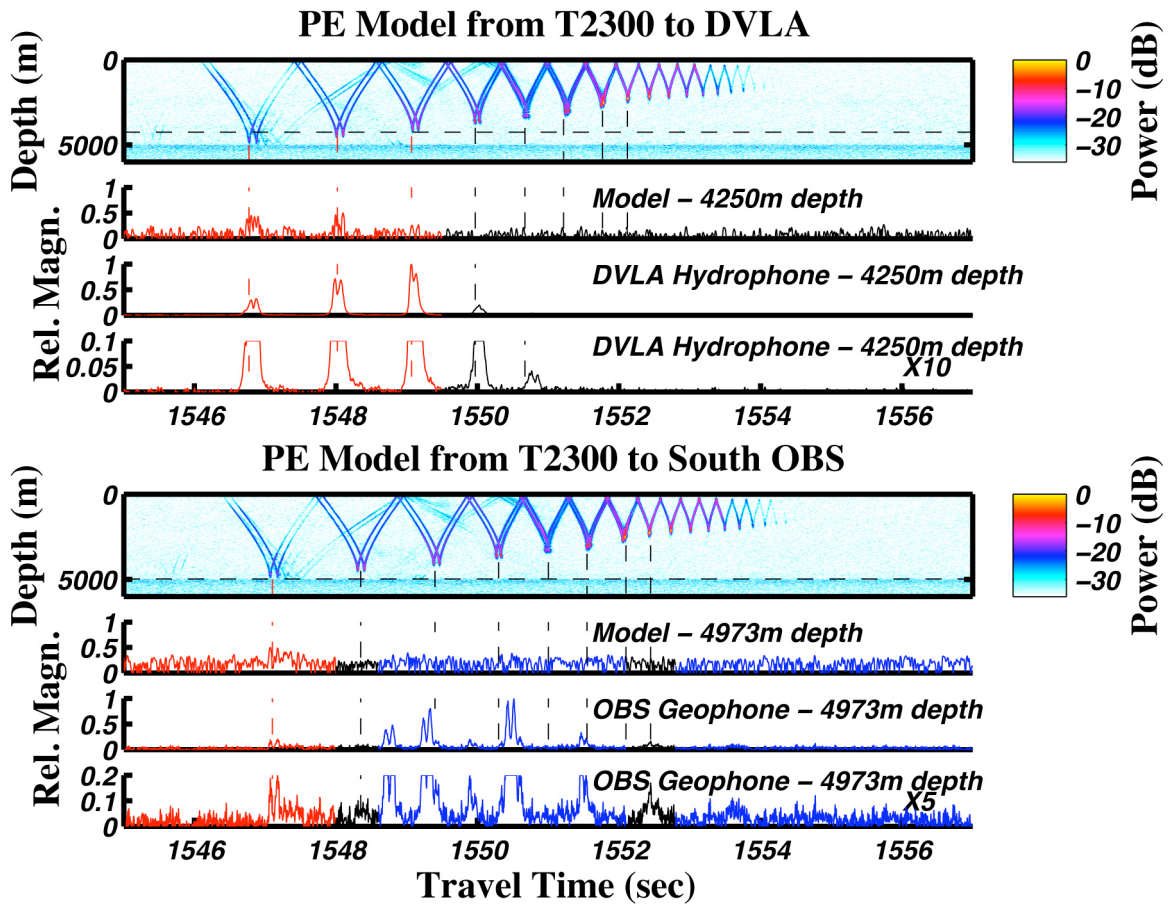 PE Model from T2300 to DVLA
Depth (m)
0
5000
0
−10
−20
−30
Power (dB)
Rel. Magn.
1
0.5
0
Model − 4250m depth
1
0.5
0
DVLA Hydrophone − 4250m depth
0.1
0.05
0
DVLA Hydrophone − 4250m depth
X10
1546 1548 1550 1552 1554 1556
PE Model from T2300 to South OBS
Depth (m)
0
5000
0
−10
−20
−30
Power (dB)
Rel. Magn.
1
0.5
0
Model − 4973m depth
1
0.5
0
OBS Geophone − 4973m depth
0.2
0.1
0
OBS Geophone − 4973m depth
X5
1546 1548 1550 1552 1554 1556
Travel Time (sec)